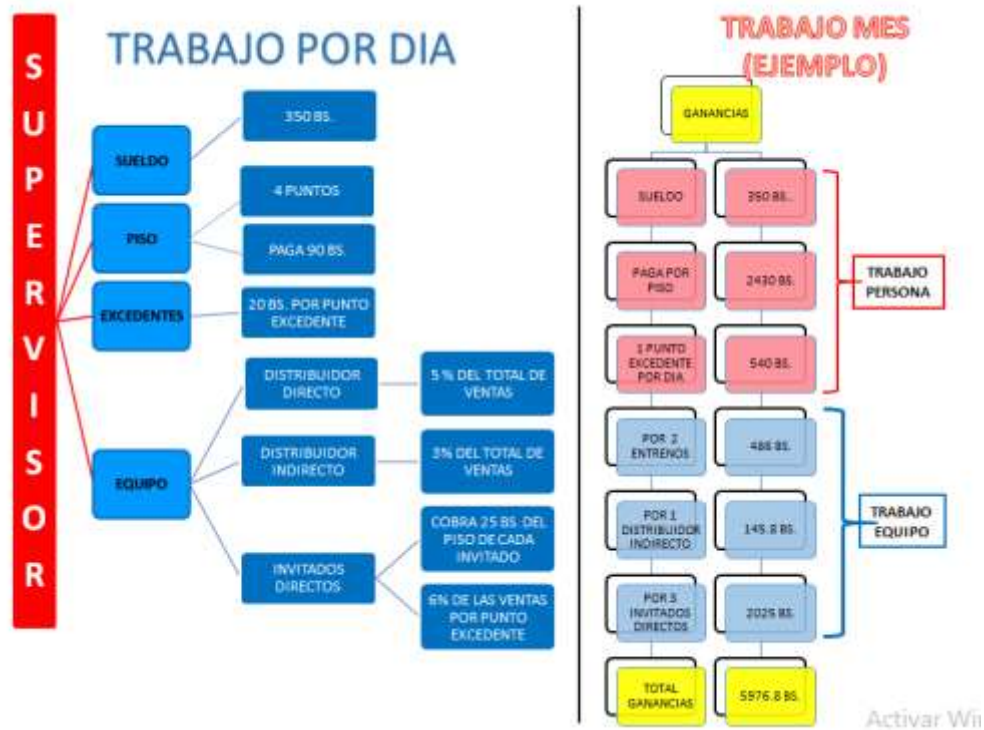 SUPERVISOR
TRABAJO POR DIA
SUELDO
350 BS.
PISO
4 PUNTOS
PAGA 90 BS.
EXCEDENTES
20 BS. POR PUNTO
EXCEDENTE
EQUIPO
DISTRIBUIDOR
DIRECTO
5 % DEL TOTAL DE
VENTAS
DISTRIBUIDOR
INDIRECTO
3% DEL TOTAL DE
VENTAS
INVITADOS
DIRECTOS
COBRA 25 BS. DEL
PISO DE CADA
INVITADO
6% DE LAS VENTAS
POR PUNTO
EXCEDENTE
TRABAJO MES
(EJEMPLO)
GANANCIAS
SUELDO
350 BS..
PAGA POR
PISO
2430 BS.
1 PUNTO
EXCEDENTE
POR DIA
540 BS.
TRABAJO
PERSONA
POR 2
ENTRENOS
486 BS.
POR 1
DISTRIBUIDOR
INDIRECTO
145.8 BS.
POR 3
INVITADOS
DIRECTOS
2025 BS.
TRABAJO
EQUIPO
TOTAL
GANANCIAS
5976.8 BS.
Activar Win